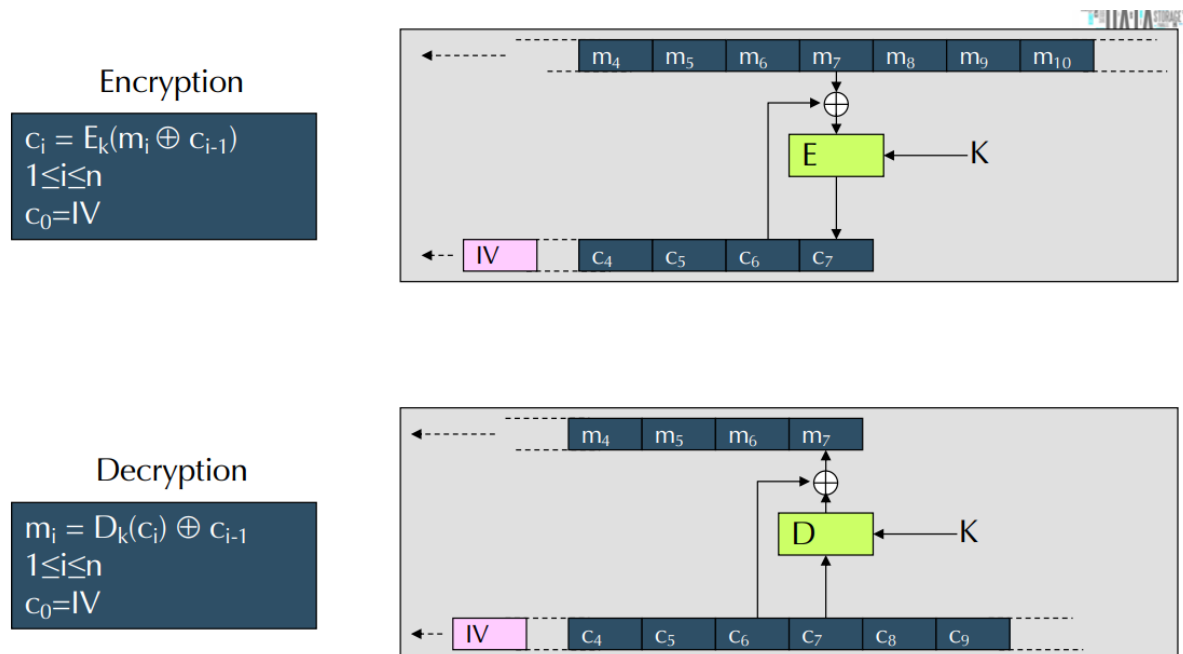 DATA STORAGE
Encryption
cᵢ = Eₖ(mᵢ ⊕ cᵢ₋₁)
1≤i≤n
c₀=IV
m₄ m₅ m₆ m₇ m₈ m₉ m₁₀
E
K
IV c₄ c₅ c₆ c₇
Decryption
mᵢ = Dₖ(cᵢ) ⊕ cᵢ₋₁
1≤i≤n
c₀=IV
m₄ m₅ m₆ m₇
D
K
IV c₄ c₅ c₆ c₇ c₈ c₉